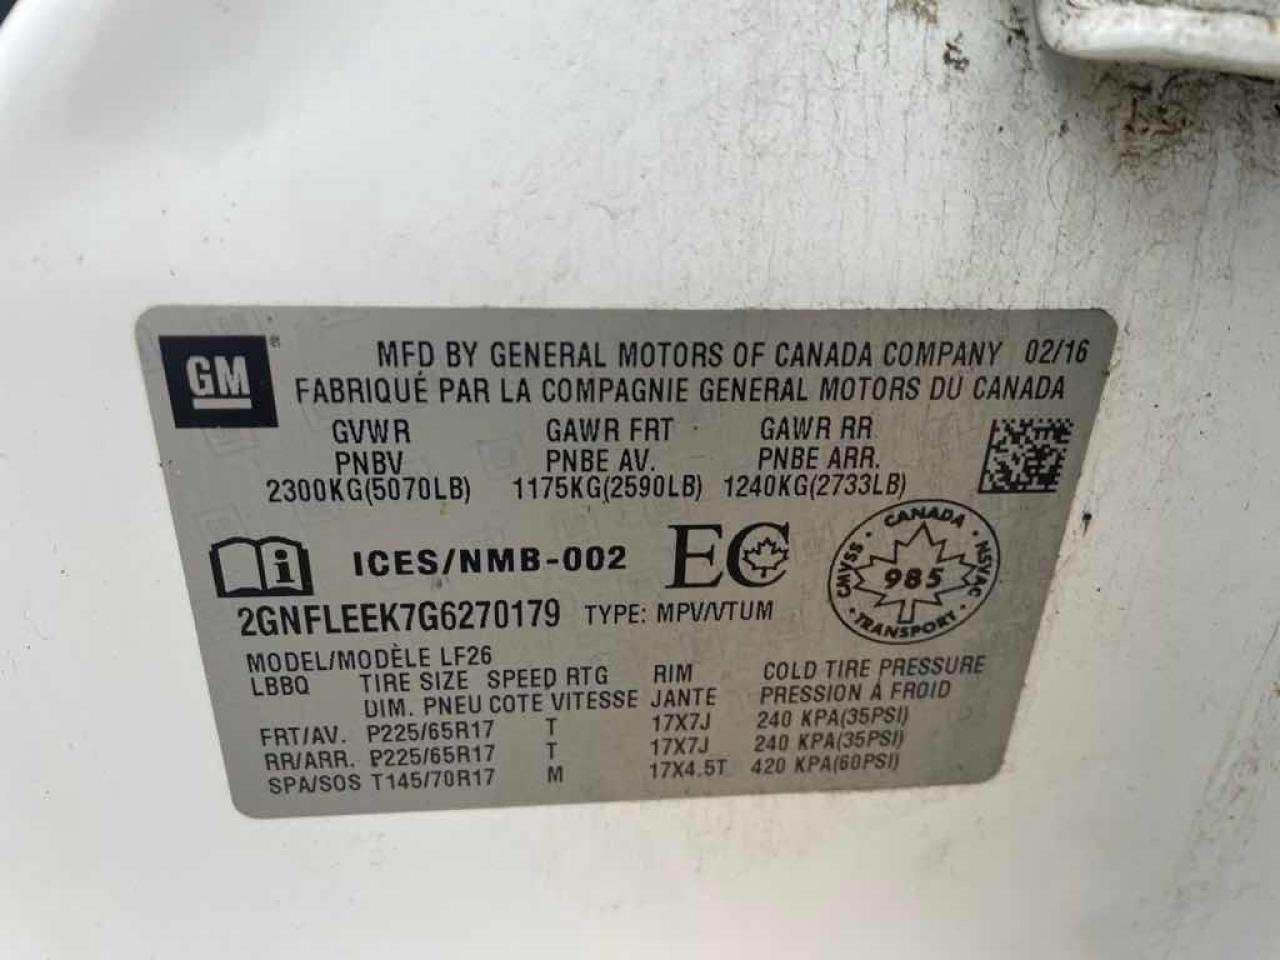 GM
MFD BY GENERAL MOTORS OF CANADA COMPANY 02/16
FABRIQUÉ PAR LA COMPAGNIE GENERAL MOTORS DU CANADA
GVWR GAWR FRT GAWR RR
PNBV PNBE AV. PNBE ARR.
2300KG(5070LB) 1175KG(2590LB) 1240KG(2733LB)
ICES/NMB-002 EC
CANADA
CMVSS 985 NSVAC
TRANSPORT
2GNFLEEK7G6270179 TYPE: MPV/VTUM
MODEL/MODÈLE LF26
LBBQ TIRE SIZE SPEED RTG RIM COLD TIRE PRESSURE
DIM. PNEU COTE VITESSE JANTE PRESSION À FROID
FRT/AV. P225/65R17 T 17X7J 240 KPA(35PSI)
RR/ARR. P225/65R17 T 17X7J 240 KPA(35PSI)
SPA/SOS T145/70R17 M 17X4.5T 420 KPA(60PSI)